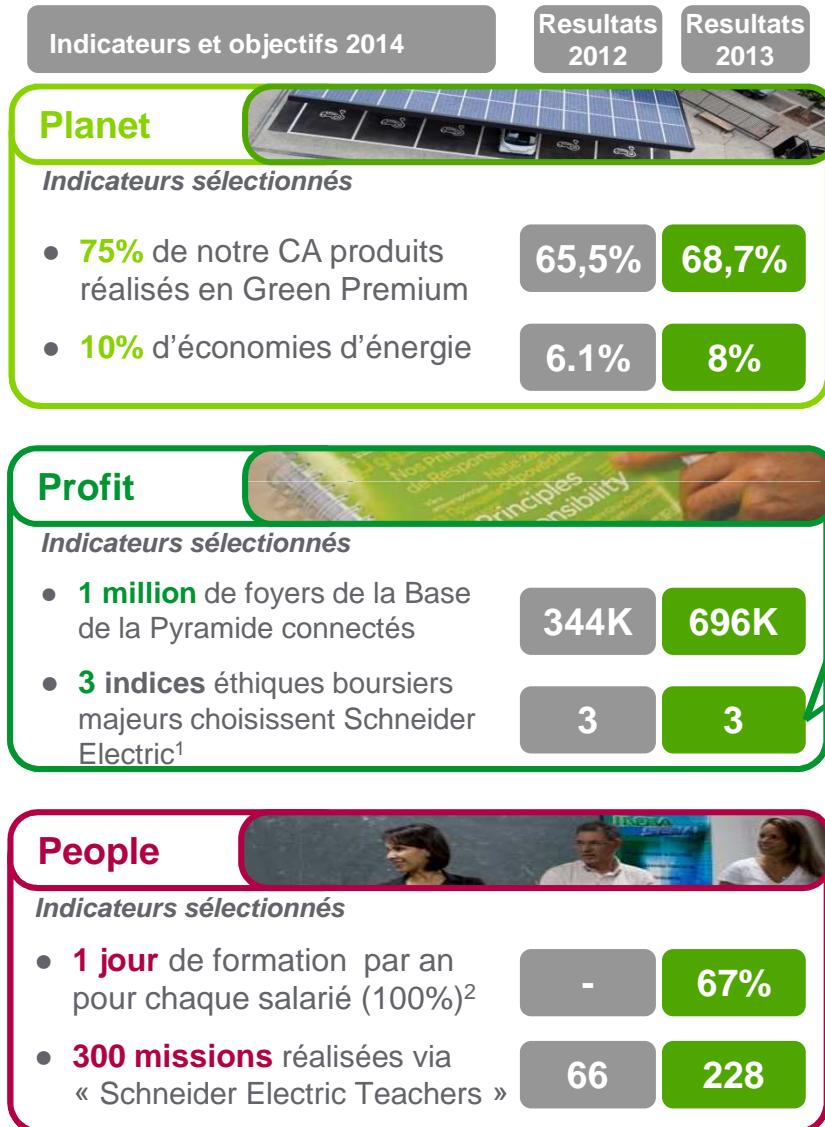 Indicateurs et objectifs 2014
Resultats
2012
Resultats
2013
Planet
Indicateurs sélectionnés
● 75% de notre CA produits
réalisés en Green Premium
65,5%
68,7%
● 10% d’économies d’énergie
6.1%
8%
Profit
Principles
Indicateurs sélectionnés
● 1 million de foyers de la Base
de la Pyramide connectés
344K
696K
● 3 indices éthiques boursiers
majeurs choisissent Schneider
Electric¹
3
3
People
Indicateurs sélectionnés
● 1 jour de formation par an
pour chaque salarié (100%)²
-
67%
● 300 missions réalisées via
« Schneider Electric Teachers »
66
228